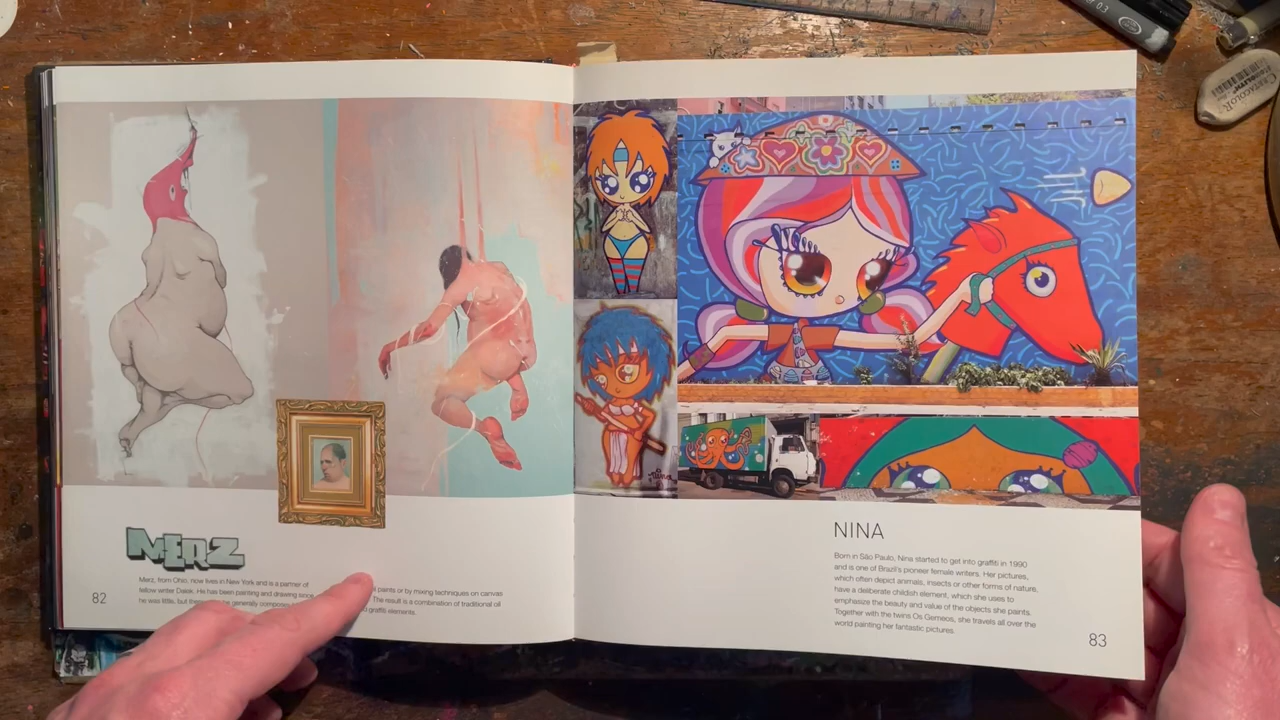 MERZ
Merz, from Ohio, now lives in New York and is a partner of
fellow writer Dalek. He has been painting and drawing
he was little, but generally
paints or by mixing techniques on canvas
The result is a combination of traditional oil
graffiti elements.
82
NINA
Born in São Paulo, Nina started to get into graffiti in 1990
and is one of Brazil's pioneer female writers. Her pictures,
which often depict animals, insects or other forms of nature,
have a deliberate childish element, which she uses to
emphasize the beauty and value of the objects she paints.
Together with the twins Os Gemeos, she travels all over the
world painting her fantastic pictures.
83
nina